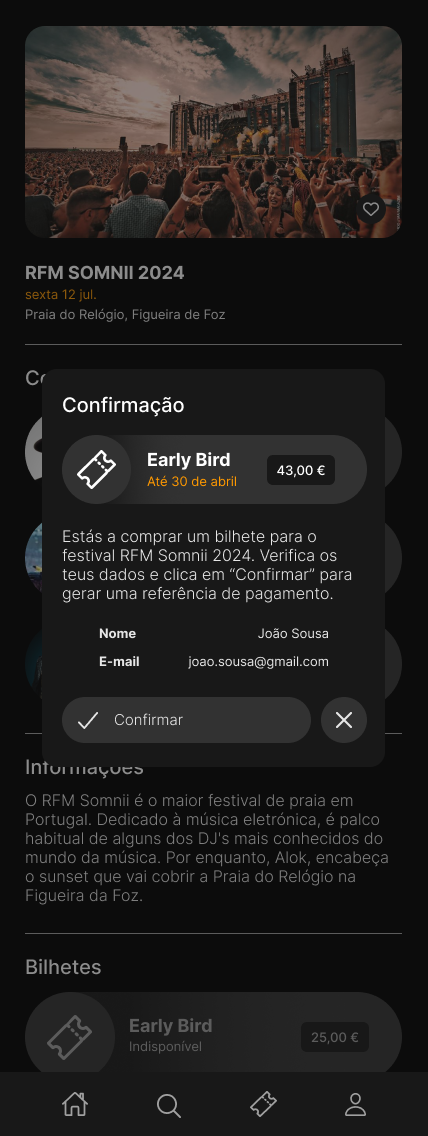 RFM SOMNII 2024
sexta 12 jul.
Praia do Relógio, Figueira de Foz
Confirmação
Early Bird
Até 30 de abril
43,00 €
Estás a comprar um bilhete para o
festival RFM Somnii 2024. Verifica os
teus dados e clica em “Confirmar” para
gerar uma referência de pagamento.
Nome João Sousa
E-mail joao.sousa@gmail.com
Confirmar
Informações
O RFM Somnii é o maior festival de praia em
Portugal. Dedicado à música eletrónica, é palco
habitual de alguns dos DJ's mais conhecidos do
mundo da música. Por enquanto, Alok, encabeça
o sunset que vai cobrir a Praia do Relógio na
Figueira da Foz.
Bilhetes
Early Bird
Indisponível
25,00 €